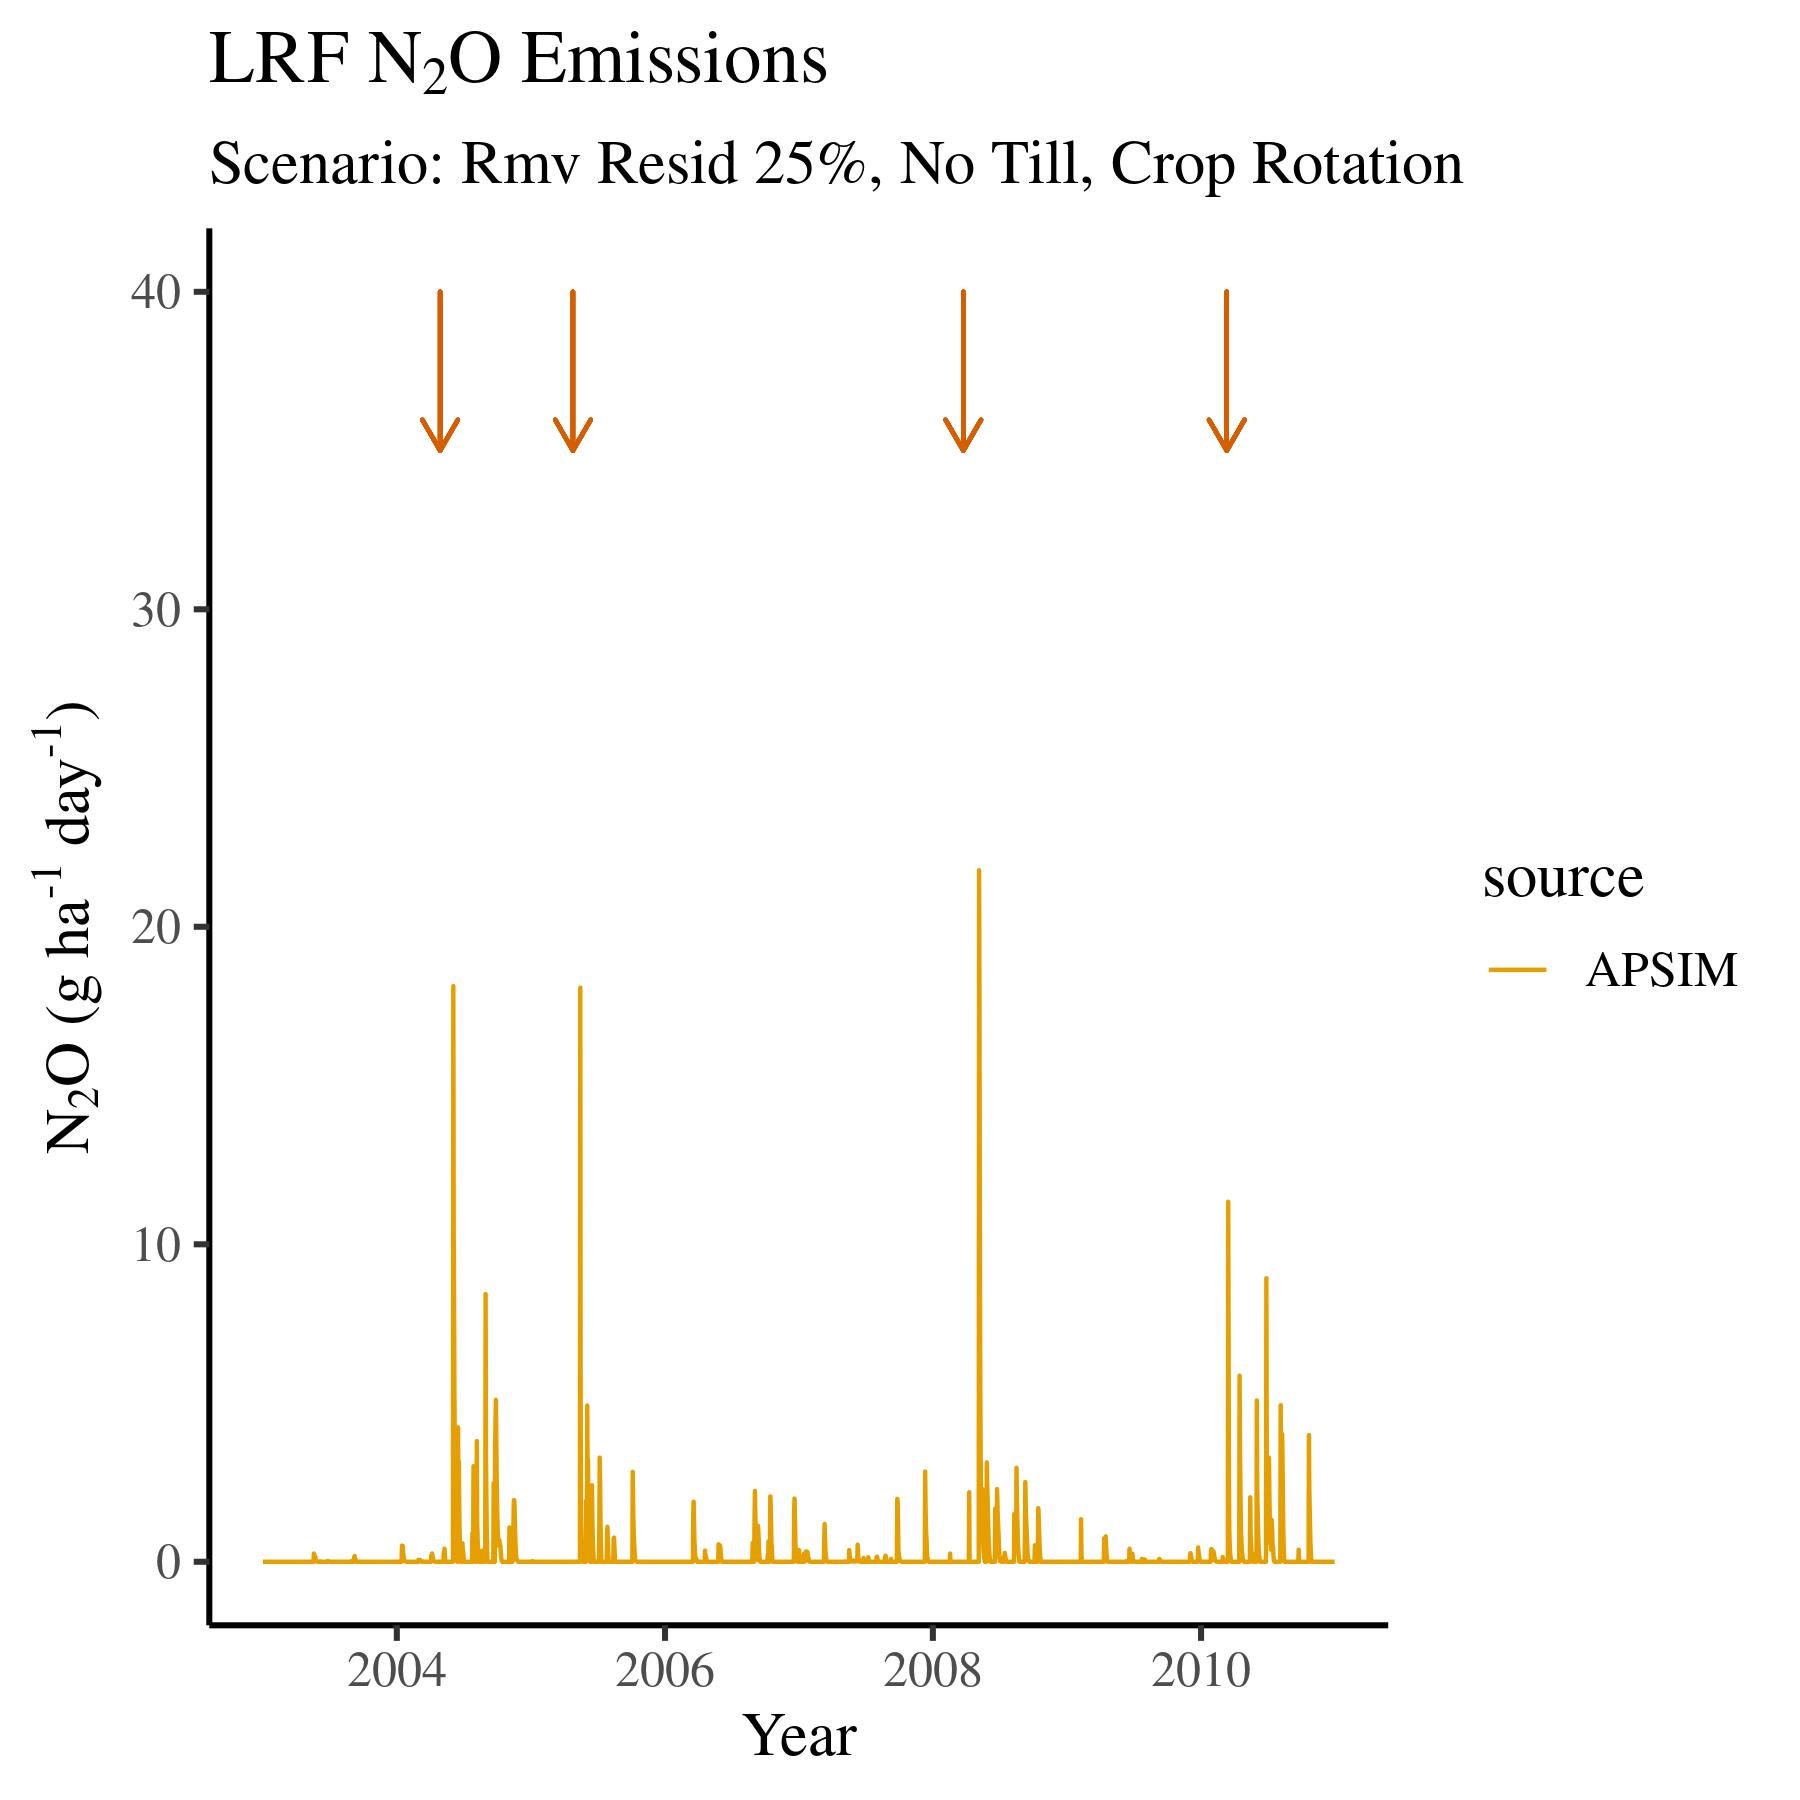 LRF N₂O Emissions
Scenario: Rmv Resid 25%, No Till, Crop Rotation
40
30
20
10
0
N₂O (g ha⁻¹ day⁻¹)
2004 2006 2008 2010
Year
source
APSIM